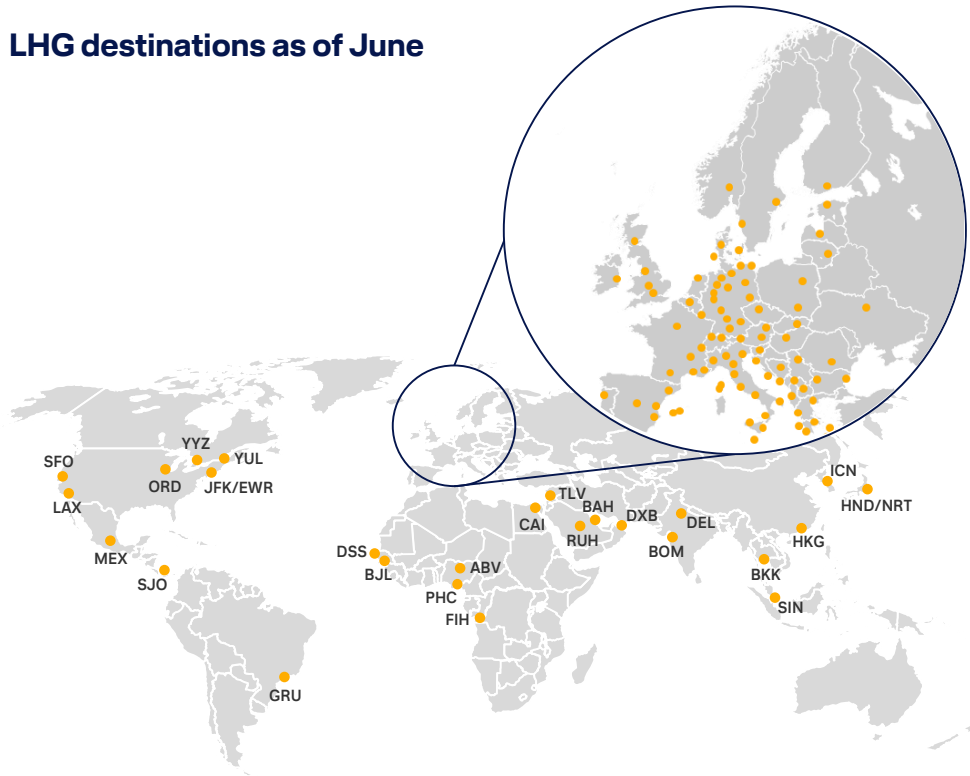 LHG destinations as of June
YYZ
YUL
SFO
ORD
JFK/EWR
LAX
MEX
SJO
GRU
TLV
BAH
DXB
CAI
RUH
DEL
BOM
DSS
BJL
ABV
PHC
FIH
ICN
HND/NRT
HKG
BKK
SIN